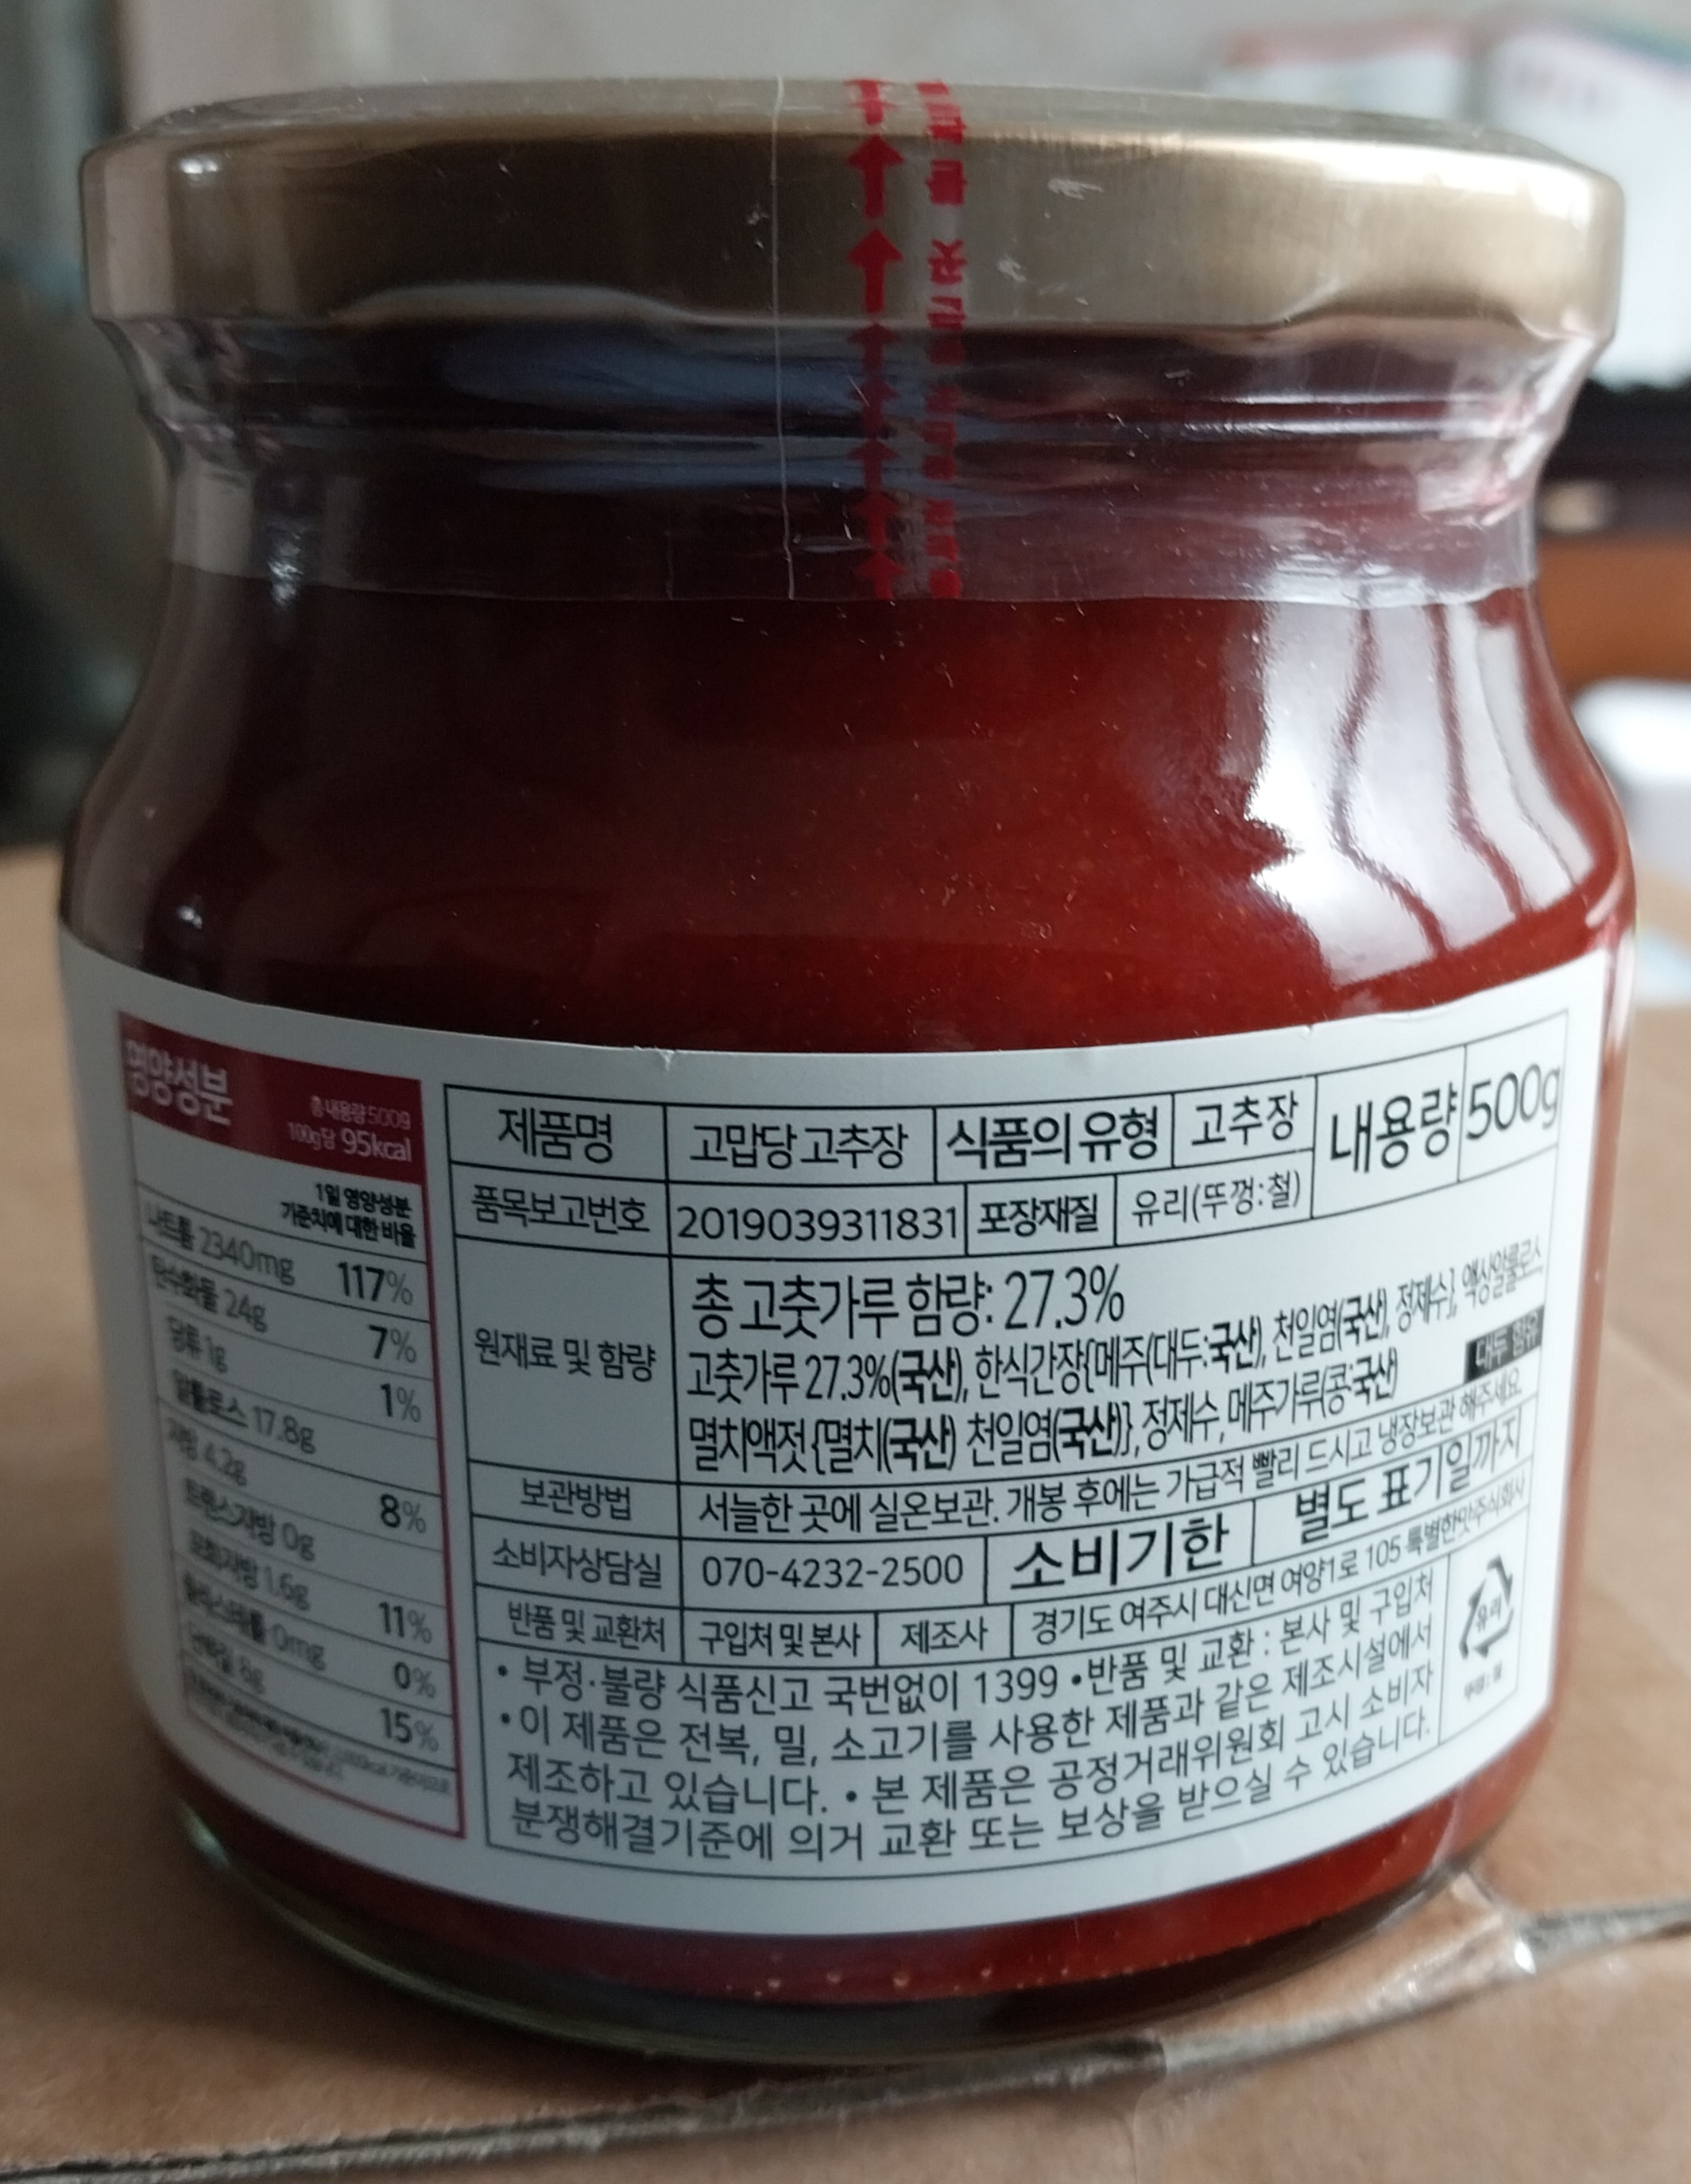 영양성분
총 내용량 500g
100g당 95kcal
1일 영양성분
기준치에 대한 비율
나트륨 2340mg 117%
탄수화물 24g 7%
당류 1g 1%
알룰로스 17.8g
지방 4.2g 8%
트랜스지방 0g
포화지방 1.6g 11%
콜레스테롤 0mg 0%
단백질 8g 15%
제품명 고맙당 고추장 식품의 유형 고추장 내용량 500g
품목보고번호 2019039311831 포장재질 유리(뚜껑:철)
원재료 및 함량
총 고춧가루 함량: 27.3%
고춧가루 27.3%(국산), 한식간장{메주(대두:국산), 천일염(국산), 정제수}, 액상알룰로스
멸치액젓{멸치(국산) 천일염(국산)}, 정제수, 메주가루(콩:국산)
대두 함유
보관방법 서늘한 곳에 실온보관. 개봉 후에는 가급적 빨리 드시고 냉장보관 해주세요
소비자상담실 070-4232-2500 소비기한 별도 표기일까지
반품 및 교환처 구입처 및 본사 제조사 경기도 여주시 대신면 여양1로 105 특별한맛주식회사
• 부정·불량 식품신고 국번없이 1399 •반품 및 교환 : 본사 및 구입처
•이 제품은 전복, 밀, 소고기를 사용한 제품과 같은 제조시설에서
제조하고 있습니다. • 본 제품은 공정거래위원회 고시 소비자
분쟁해결기준에 의거 교환 또는 보상을 받으실 수 있습니다.
유리
뚜껑:철